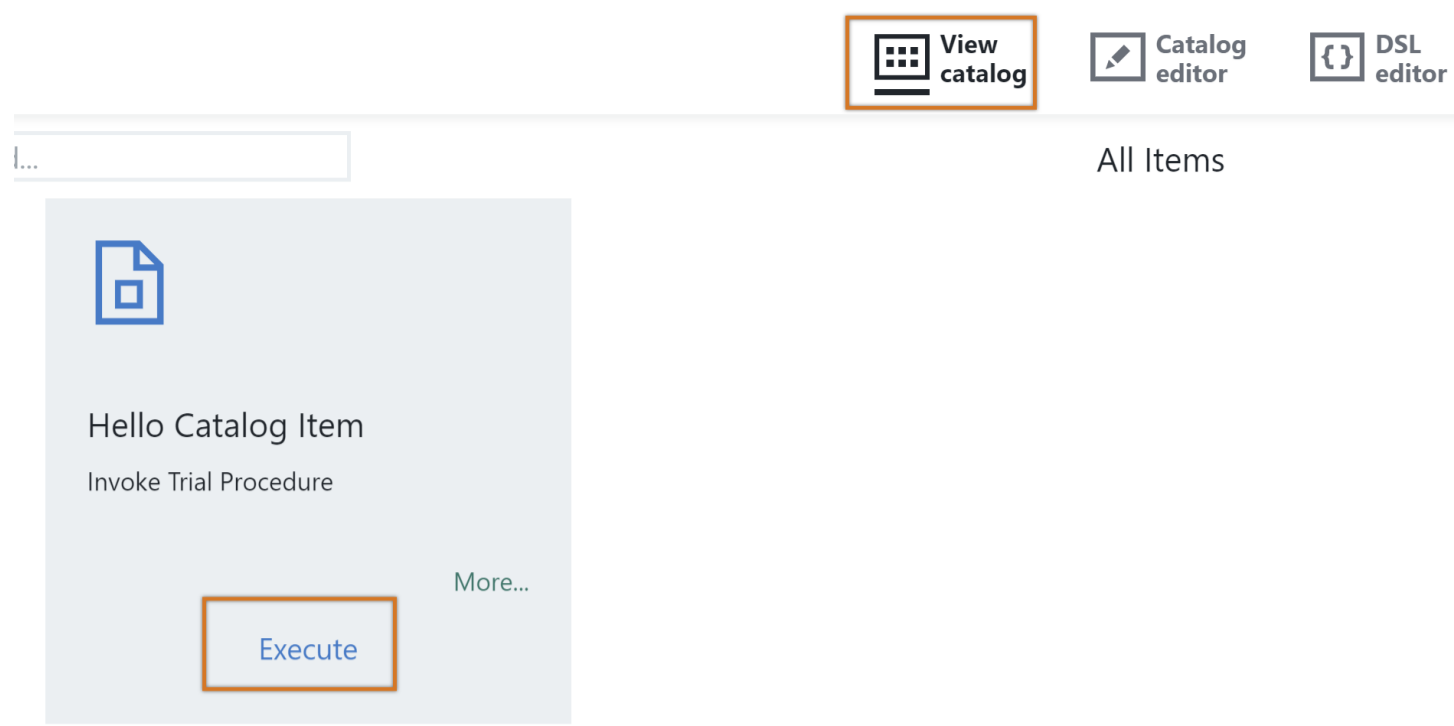 View
catalog
Catalog
editor
DSL
editor
...
All Items
Hello Catalog Item
Invoke Trial Procedure
More...
Execute